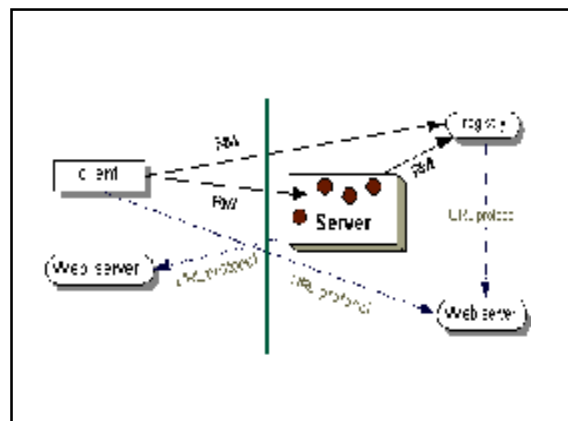 registry
RMI
client
RMI
RMI
Server
URL protocol
Web server
URL protocol
URL protocol
Web server